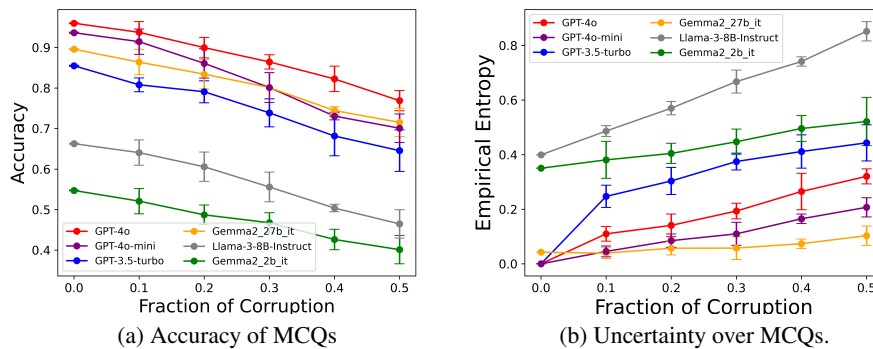 Accuracy
0.9
0.8
0.7
0.6
0.5
0.4
GPT-4o
GPT-4o-mini
GPT-3.5-turbo
Gemma2_27b_it
Llama-3-8B-Instruct
Gemma2_2b_it
0.0 0.1 0.2 0.3 0.4 0.5
Fraction of Corruption
(a) Accuracy of MCQs
Empirical Entropy
0.8
0.6
0.4
0.2
0.0
GPT-4o
GPT-4o-mini
GPT-3.5-turbo
Gemma2_27b_it
Llama-3-8B-Instruct
Gemma2_2b_it
0.0 0.1 0.2 0.3 0.4 0.5
Fraction of Corruption
(b) Uncertainty over MCQs.